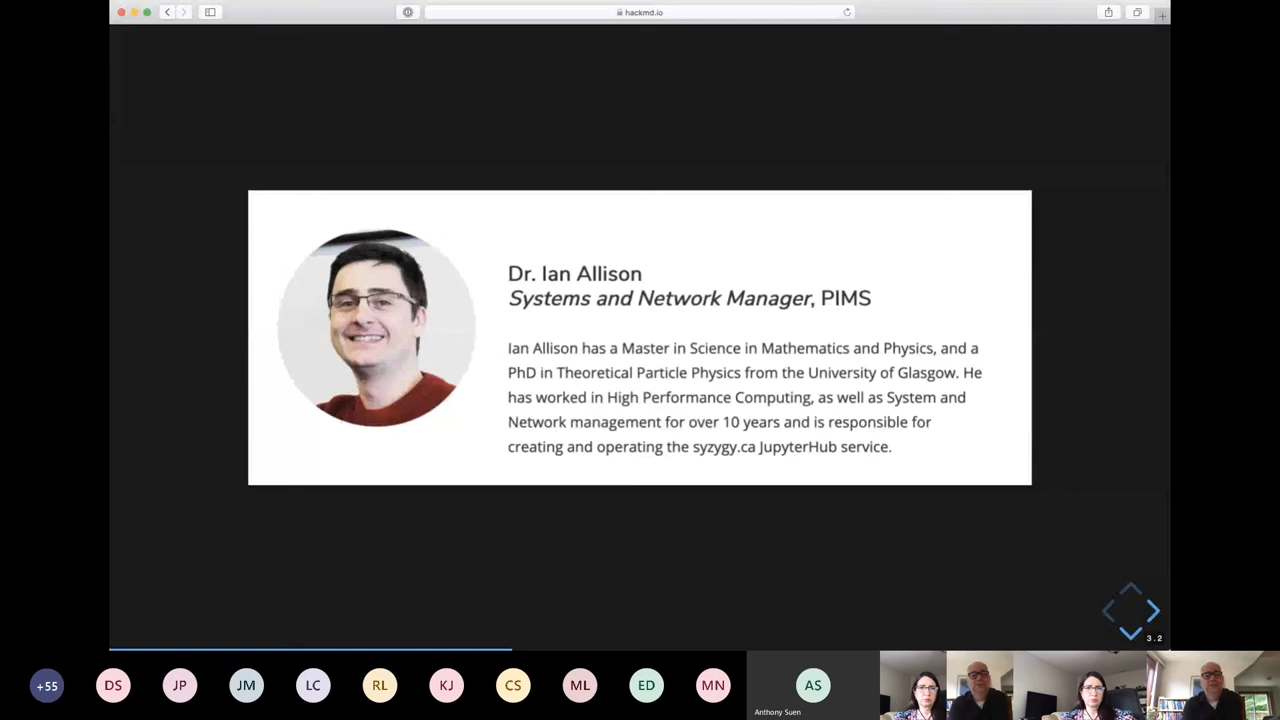 hackmd.io
Dr. Ian Allison
Systems and Network Manager, PIMS
Ian Allison has a Master in Science in Mathematics and Physics, and a
PhD in Theoretical Particle Physics from the University of Glasgow. He
has worked in High Performance Computing, as well as System and
Network management for over 10 years and is responsible for
creating and operating the syzygy.ca JupyterHub service.
3.2
+55
DS
JP
JM
LC
RL
KJ
CS
ML
ED
MN
AS
Anthony Suen